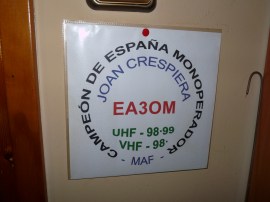 CAMPEÓN DE ESPAÑA MONOPERADOR
JOAN CRESPIERA
EA3OM
UHF - 98-99
VHF - 98-
- MAF -